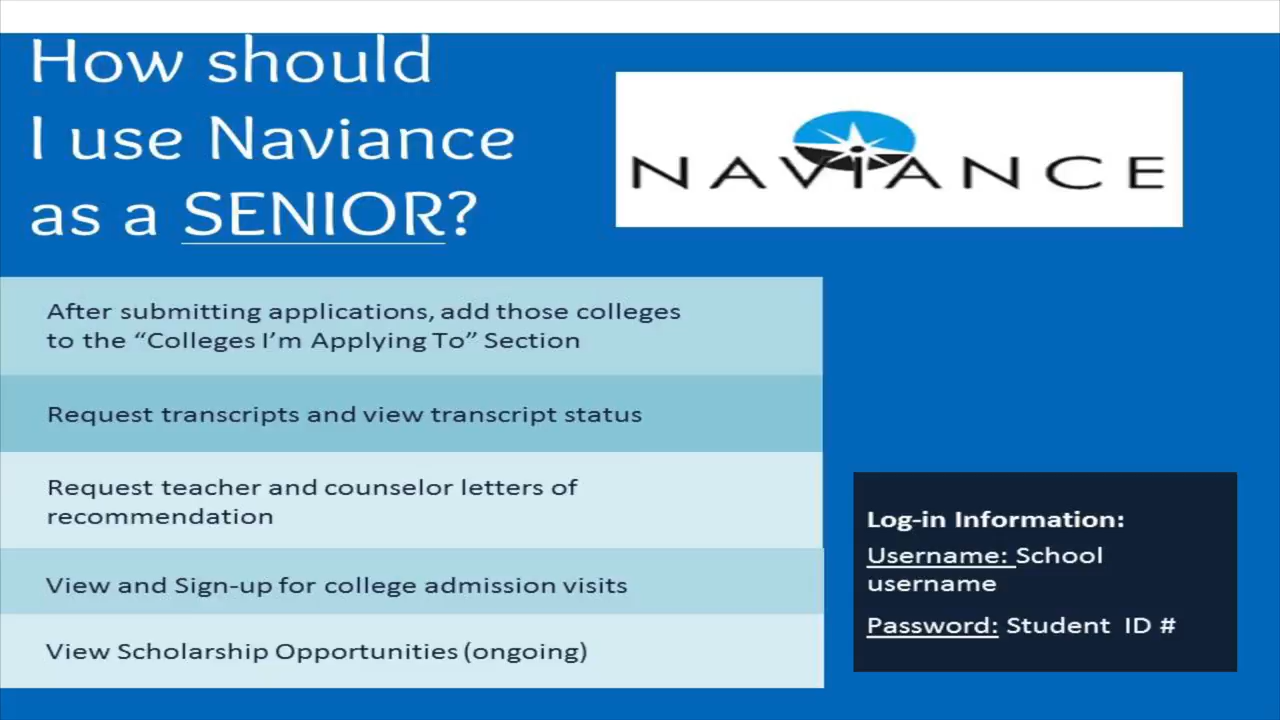 How should
I use Naviance
as a SENIOR?
NAVIANCE
After submitting applications, add those colleges
to the “Colleges I’m Applying To” Section
Request transcripts and view transcript status
Request teacher and counselor letters of
recommendation
View and Sign-up for college admission visits
View Scholarship Opportunities (ongoing)
Log-in Information:
Username: School
username
Password: Student ID #